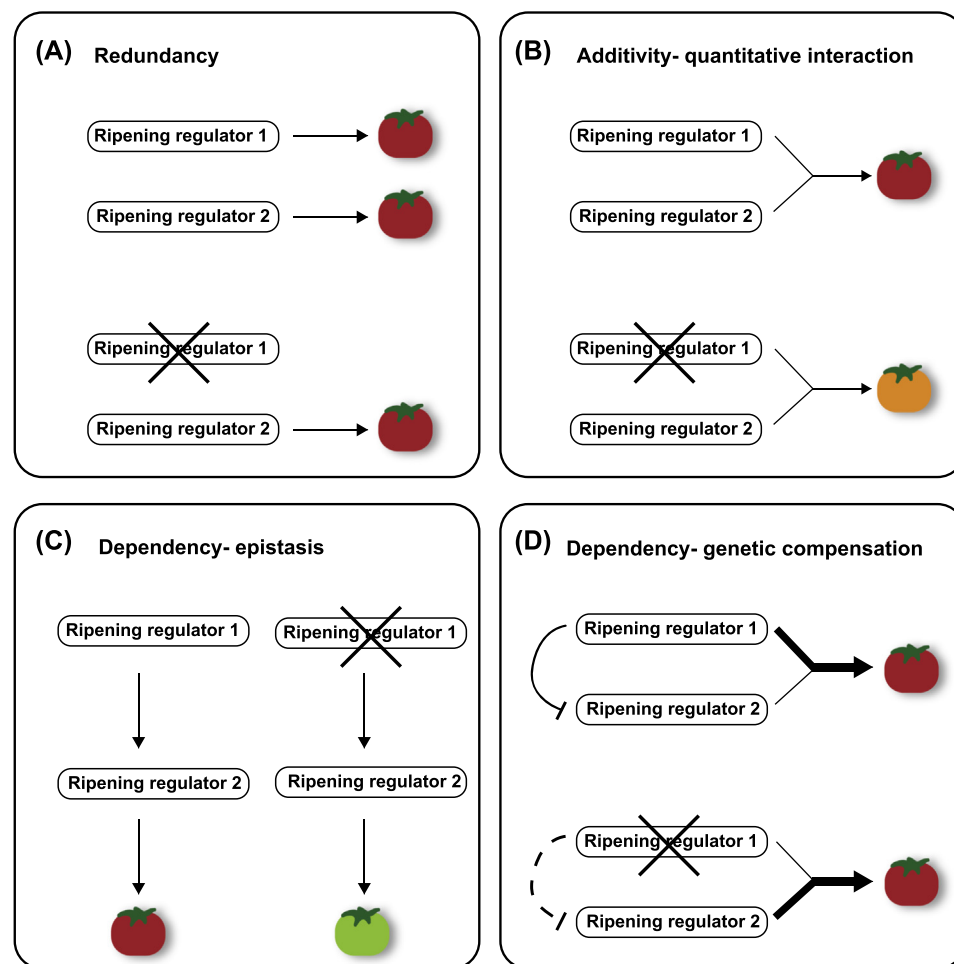 (A) Redundancy
Ripening regulator 1
Ripening regulator 2
Ripening regulator 1
Ripening regulator 2
(B) Additivity- quantitative interaction
Ripening regulator 1
Ripening regulator 2
Ripening regulator 1
Ripening regulator 2
(C) Dependency- epistasis
Ripening regulator 1
Ripening regulator 1
Ripening regulator 2
Ripening regulator 2
(D) Dependency- genetic compensation
Ripening regulator 1
Ripening regulator 2
Ripening regulator 1
Ripening regulator 2